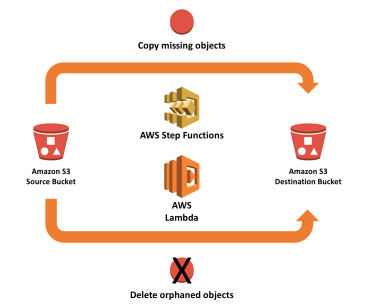 Copy missing objects
AWS Step Functions
Amazon S3
Source Bucket
Amazon S3
Destination Bucket
AWS
Lambda
Delete orphaned objects